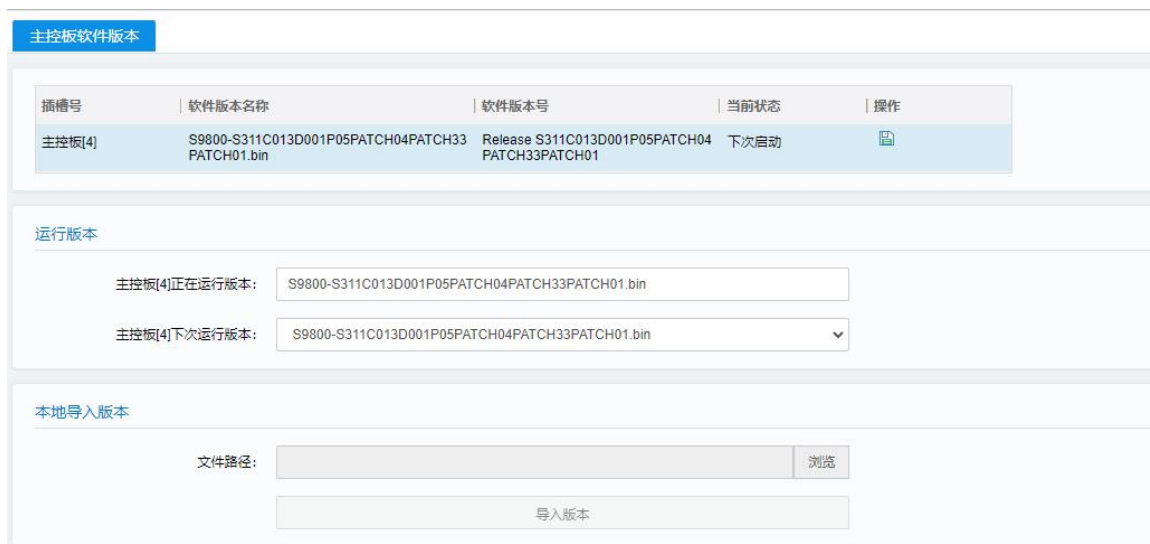 主控板软件版本
插槽号 软件版本名称 软件版本号 当前状态 操作
主控板[4] S9800-S311C013D001P05PATCH04PATCH33 Release S311C013D001P05PATCH04 下次启动
PATCH01.bin PATCH33PATCH01
运行版本
主控板[4]正在运行版本: S9800-S311C013D001P05PATCH04PATCH33PATCH01.bin
主控板[4]下次运行版本: S9800-S311C013D001P05PATCH04PATCH33PATCH01.bin
本地导入版本
文件路径: 浏览
导入版本